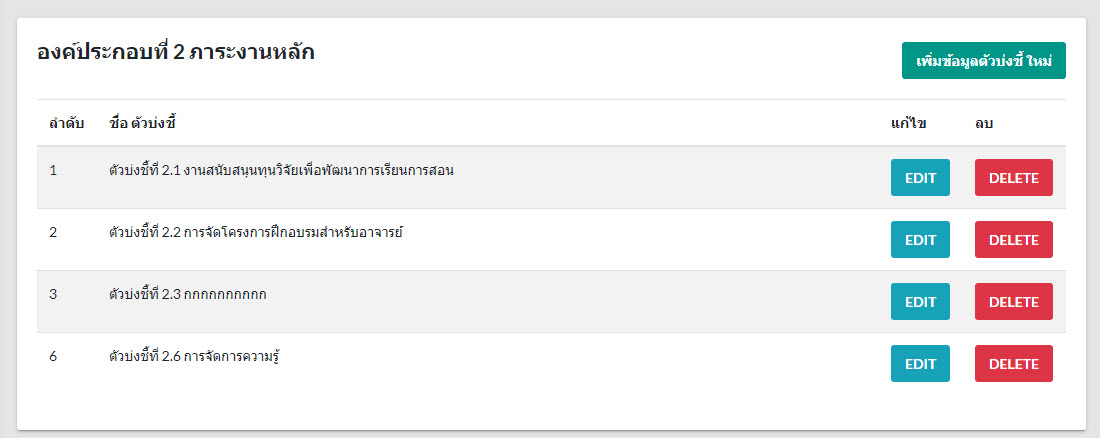 องค์ประกอบที่ 2 ภาระงานหลัก
เพิ่มข้อมูลตัวบ่งชี้ ใหม่
ลำดับ ชื่อ ตัวบ่งชี้ แก้ไข ลบ
1 ตัวบ่งชี้ที่ 2.1 งานสนับสนุนทุนวิจัยเพื่อพัฒนาการเรียนการสอน EDIT DELETE
2 ตัวบ่งชี้ที่ 2.2 การจัดโครงการฝึกอบรมสำหรับอาจารย์ EDIT DELETE
3 ตัวบ่งชี้ที่ 2.3 กกกกกกกกกก EDIT DELETE
6 ตัวบ่งชี้ที่ 2.6 การจัดการความรู้ EDIT DELETE